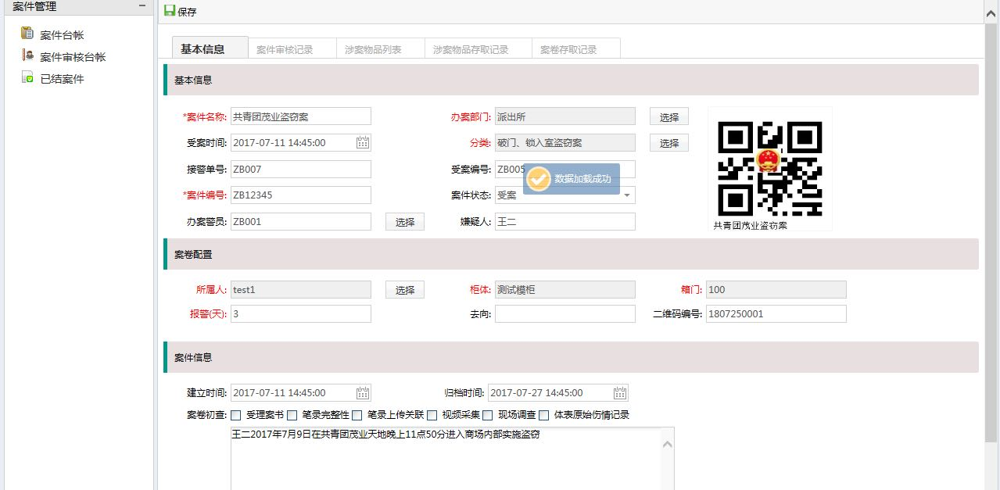 案件管理
保存
案件台帐
案件审核台帐
已结案件
基本信息 案件审核记录 涉案物品列表 涉案物品存取记录 案卷存取记录
基本信息
*案件名称: 共青团茂业盗窃案 办案部门: 派出所 选择
受案时间: 2017-07-11 14:45:00 分类: 破门、锁入室盗窃案 选择
接警单号: ZB007 受案编号: ZB005
数据加载成功
*案件编号: ZB12345 案件状态: 受案
办案警员: ZB001 选择 嫌疑人: 王二
共青团茂业盗窃案
案卷配置
所属人: test1 选择 柜体: 测试模柜 箱门: 100
报警(天): 3 去向: 二维码编号: 1807250001
案件信息
建立时间: 2017-07-11 14:45:00 归档时间: 2017-07-27 14:45:00
案卷初查: 受理案书 笔录完整性 笔录上传关联 视频采集 现场调查 体表原始伤情记录
王二2017年7月9日在共青团茂业天地晚上11点50分进入商场内部实施盗窃